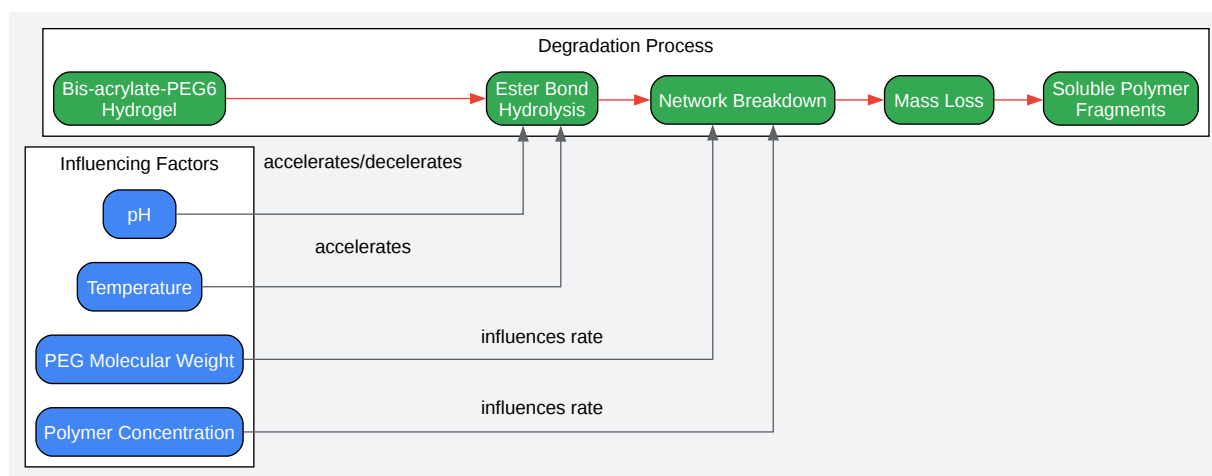 Degradation Process
Bis-acrylate-PEG6
Hydrogel
Ester Bond
Hydrolysis
Network Breakdown
Mass Loss
Soluble Polymer
Fragments
Influencing Factors
accelerates/decelerates
pH
accelerates
Temperature
influences rate
PEG Molecular Weight
influences rate
Polymer Concentration